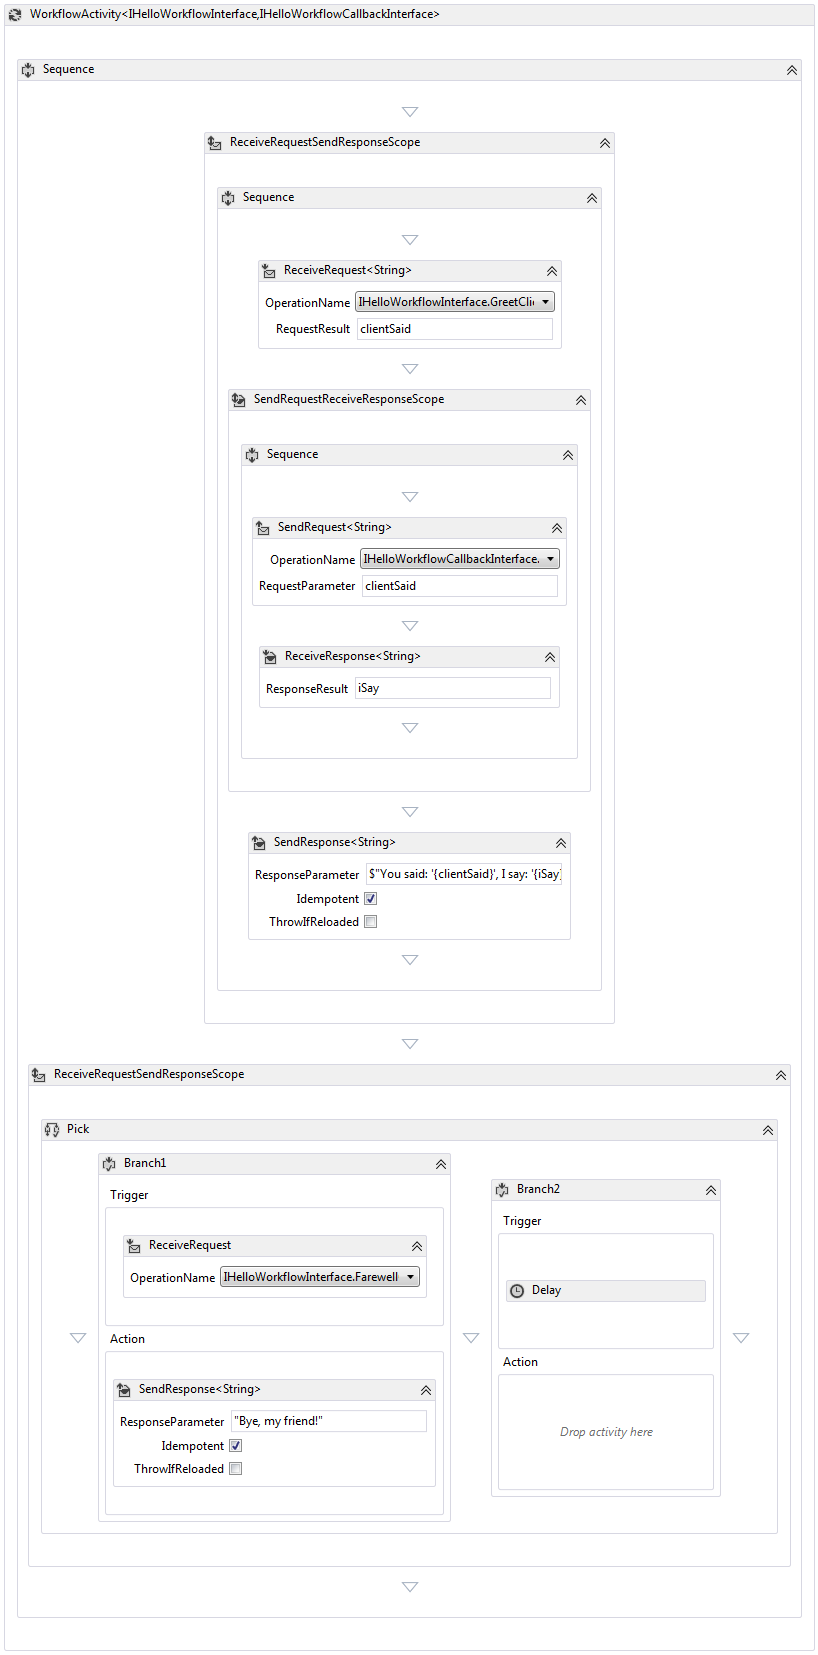 WorkflowActivity<IHelloWorkflowInterface,IHelloWorkflowCallbackInterface>
Sequence
ReceiveRequestSendResponseScope
Sequence
ReceiveRequest<String>
OperationName IHelloWorkflowInterface.GreetClie
RequestResult clientSaid
SendRequestReceiveResponseScope
Sequence
SendRequest<String>
OperationName IHelloWorkflowCallbackInterface.
RequestParameter clientSaid
ReceiveResponse<String>
ResponseResult iSay
SendResponse<String>
ResponseParameter $"You said: '{clientSaid}', I say: '{iSay}
Idempotent
ThrowIfReloaded
ReceiveRequestSendResponseScope
Pick
Branch1
Trigger
ReceiveRequest
OperationName IHelloWorkflowInterface.Farewell
Action
SendResponse<String>
ResponseParameter "Bye, my friend!"
Idempotent
ThrowIfReloaded
Branch2
Trigger
Delay
Action
Drop activity here